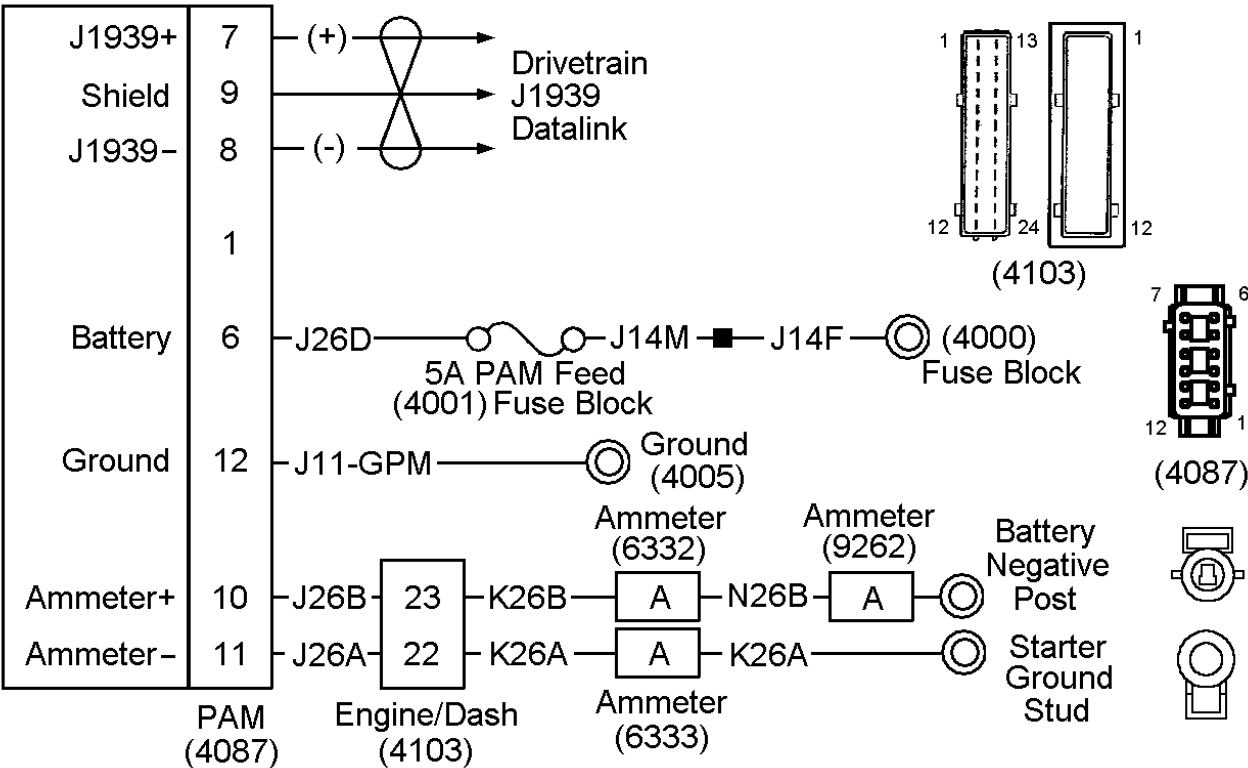 J1939+ 7 (+)
Shield 9
J1939– 8 (-)
Drivetrain
J1939
Datalink
1
Battery 6 J26D J14M J14F (4000)
Fuse Block
5A PAM Feed
(4001) Fuse Block
Ground 12 J11-GPM
Ground
(4005)
Ammeter
(6332)
Ammeter
(9262)
Ammeter+ 10 J26B 23 K26B A N26B A
Battery
Negative
Post
Ammeter– 11 J26A 22 K26A A K26A
Starter
Ground
Stud
Ammeter
(6333)
PAM
(4087)
Engine/Dash
(4103)
1 13 1
12 24 12
(4103)
7 6
12 1
(4087)